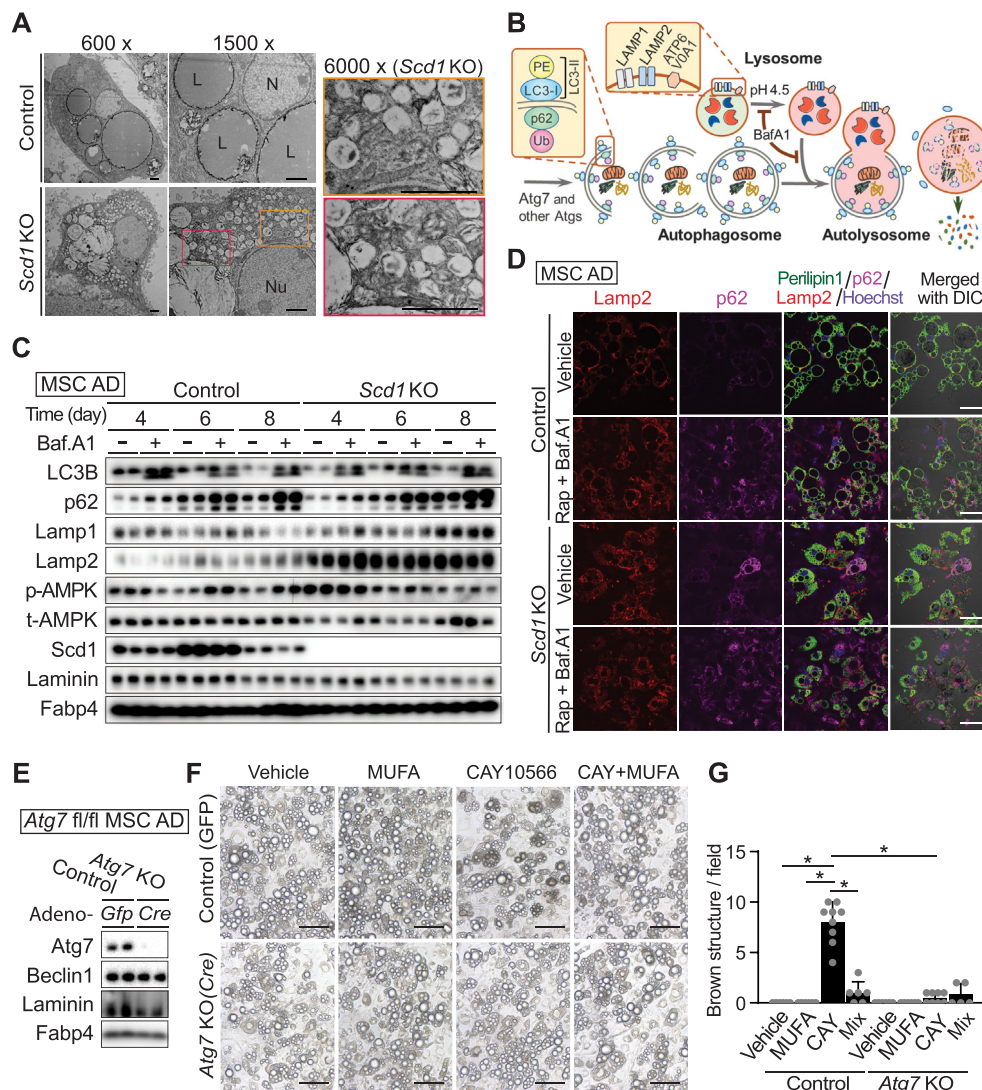 A
600 x
1500 x
6000 x (Scd1 KO)
Control
L
N
L
L
Scd1 KO
Nu
B
LAMP1
LAMP2
ATP6
V0A1
PE
LC3-I
LC3-II
p62
Ub
Lysosome
pH 4.5
BafA1
Atg7 and
other Atgs
Autophagosome
Autolysosome
C
MSC AD
Control
Scd1 KO
Time (day)
4 6 8 4 6 8
Baf.A1 - + - + - + - + - + - +
LC3B
p62
Lamp1
Lamp2
p-AMPK
t-AMPK
Scd1
Laminin
Fabp4
D
MSC AD
Lamp2
p62
Perilipin1/p62/
Lamp2/Hoechst
Merged
with DIC
Control
Vehicle
Rap + Baf.A1
Scd1 KO
Vehicle
Rap + Baf.A1
E
Atg7 fl/fl MSC AD
Control
Atg7 KO
Adeno- Gfp Cre
Atg7
Beclin1
Laminin
Fabp4
F
Vehicle
MUFA
CAY10566
CAY+MUFA
Control (GFP)
Atg7 KO(Cre)
G
Brown structure / field
15
10
5
0
*
*
*
*
Vehicle
MUFA
CAY
Mix
Vehicle
MUFA
CAY
Mix
Control
Atg7 KO